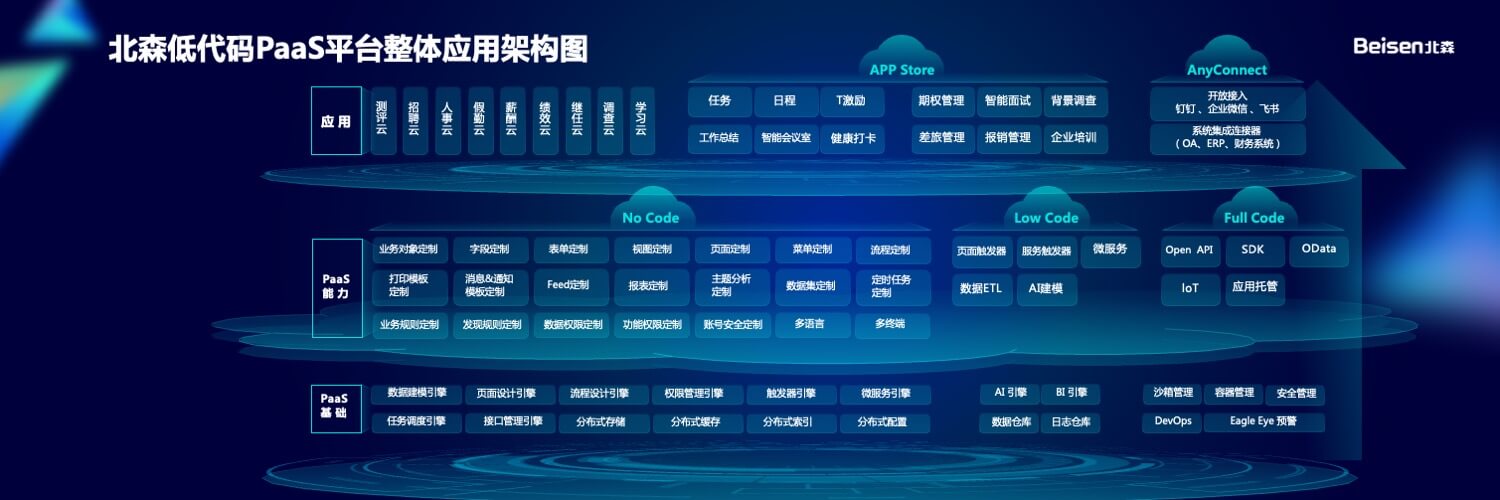 北森低代码PaaS平台整体应用架构图
Beisen北森
APP Store
AnyConnect
应用
测评云
招聘云
人事云
假勤云
薪酬云
绩效云
继任云
调查云
学习云
任务
日程
T激励
期权管理
智能面试
背景调查
工作总结
智能会议室
健康打卡
差旅管理
报销管理
企业培训
开放接入
钉钉 、企业微信 、飞书
系统集成连接器
（OA、ERP、财务系统）
No Code
Low Code
Full Code
PaaS
能力
业务对象定制
字段定制
表单定制
视图定制
页面定制
菜单定制
流程定制
打印模板
定制
消息&通知
模板定制
Feed定制
报表定制
主题分析
定制
数据集定制
定时任务
定制
业务规则定制
发现规则定制
数据权限定制
功能权限定制
账号安全定制
多语言
多终端
页面触发器
服务触发器
微服务
数据ETL
AI建模
Open API
SDK
OData
IoT
应用托管
PaaS
基 础
数据建模引擎
页面设计引擎
流程设计引擎
权限管理引擎
触发器引擎
微服务引擎
任务调度引擎
接口管理引擎
分布式存储
分布式缓存
分布式索引
分布式配置
AI 引擎
BI 引擎
数据仓库
日志仓库
沙箱管理
容器管理
安全管理
DevOps
Eagle Eye 预警